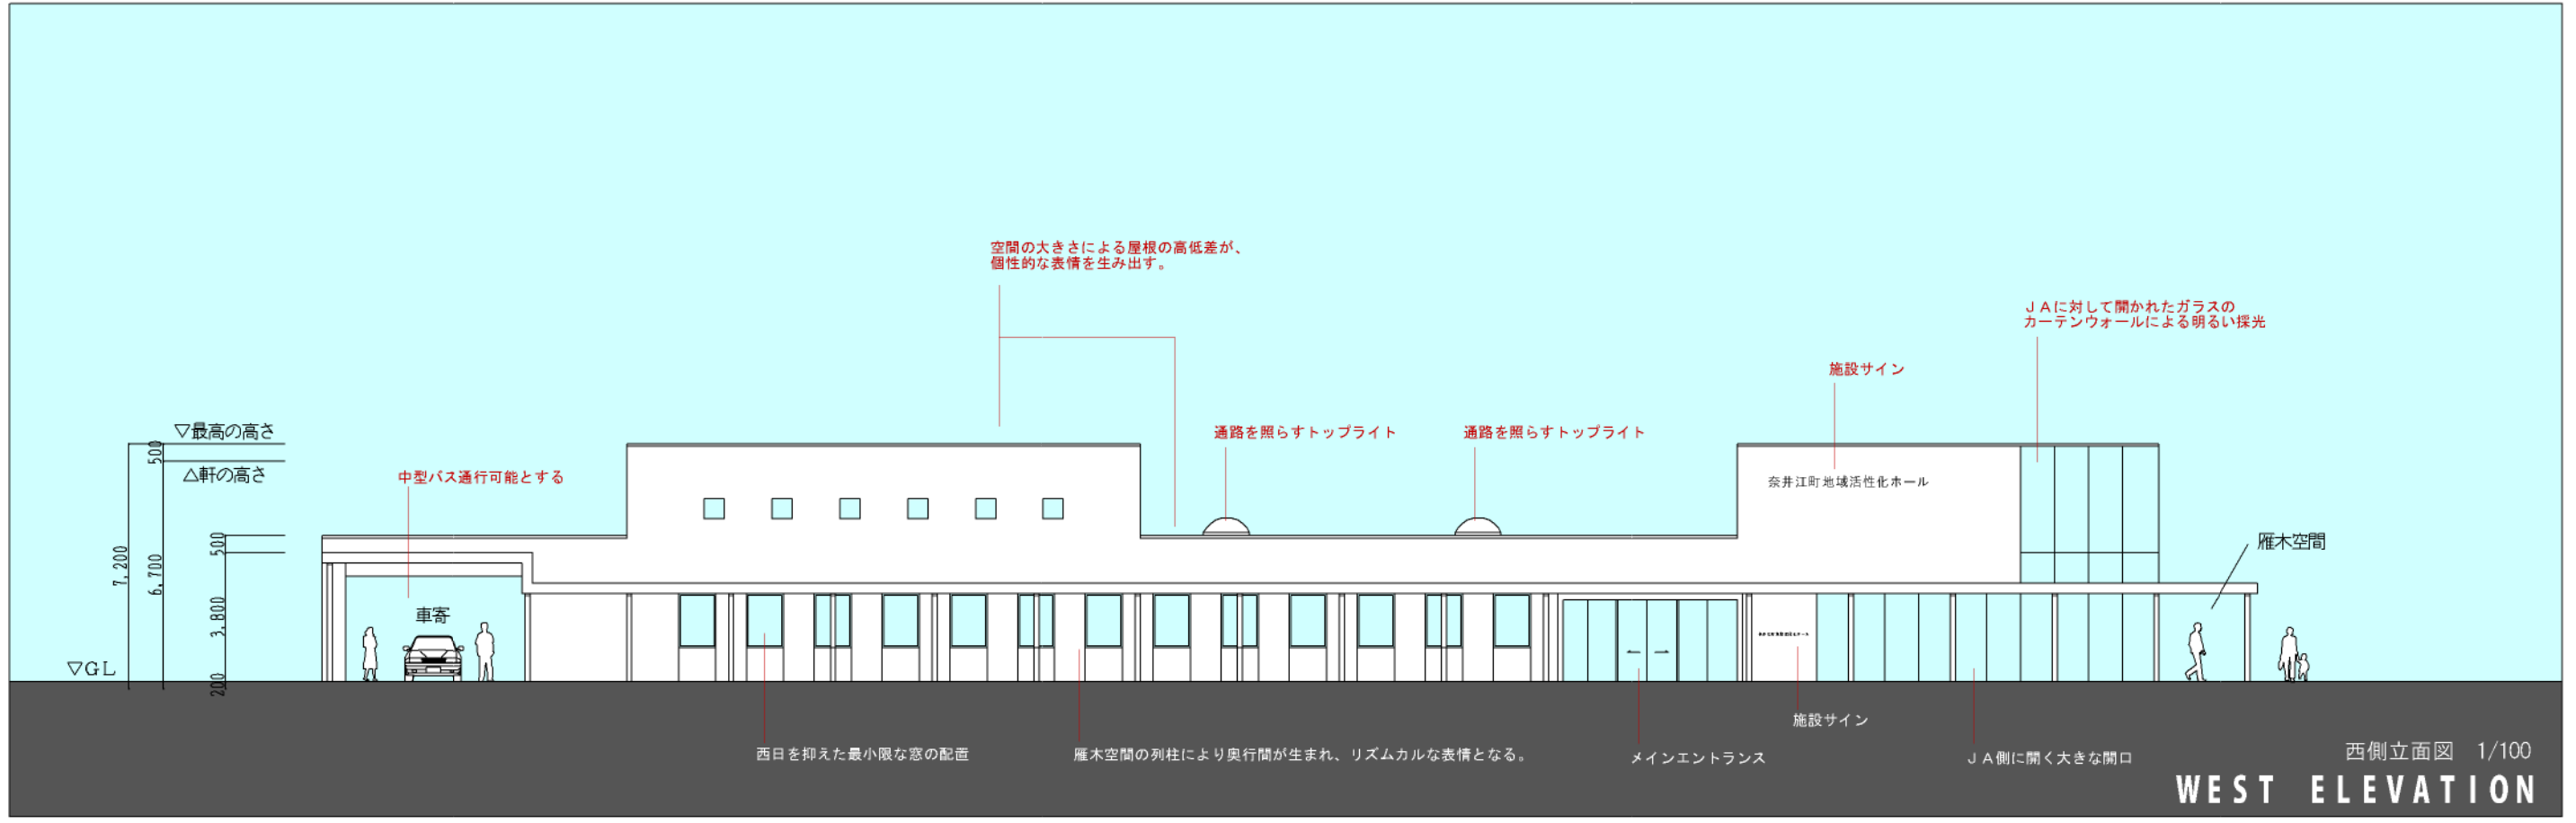 空間の大きさによる屋根の高低差が、
個性的な表情を生み出す。
ＪＡに対して開かれたガラスの
カーテンウォールによる明るい採光
施設サイン
▽最高の高さ
500
通路を照らすトップライト
通路を照らすトップライト
△軒の高さ
中型バス通行可能とする
奈井江町地域活性化ホール
雁木空間
7,200
6,700
500
3,800
200
車寄
▽GL
← →
施設サイン
西日を抑えた最小限な窓の配置
雁木空間の列柱により奥行間が生まれ、リズムカルな表情となる。
メインエントランス
ＪＡ側に開く大きな開口
西側立面図 1/100
WEST ELEVATION